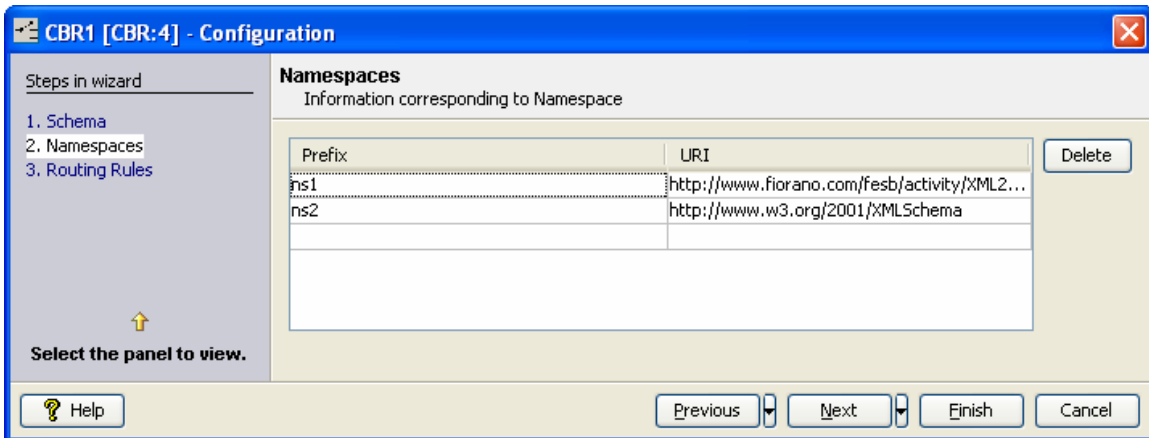 CBR1 [CBR:4] - Configuration
Steps in wizard
1. Schema
2. Namespaces
3. Routing Rules
Select the panel to view.
Namespaces
Information corresponding to Namespace
Prefix URI
ns1 http://www.fiorano.com/fesb/activity/XML2...
ns2 http://www.w3.org/2001/XMLSchema
Delete
Help Previous Next Finish Cancel